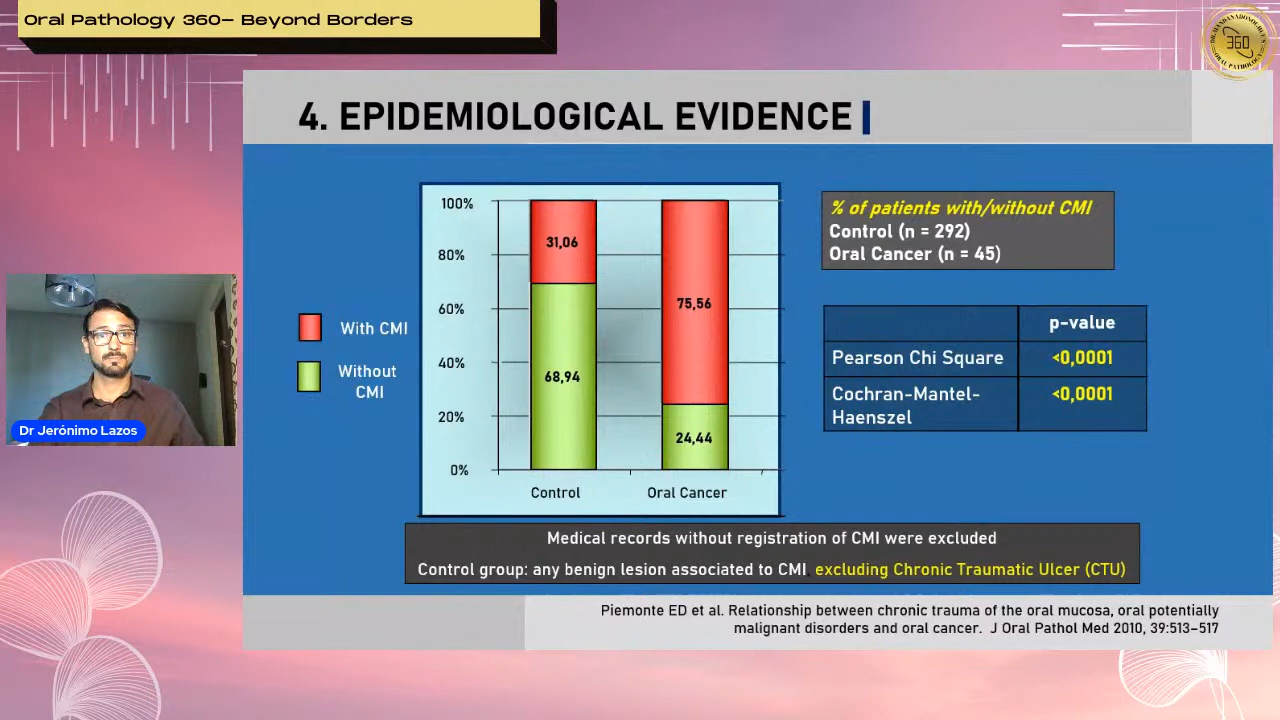 Oral Pathology 360– Beyond Borders
360
ORAL PATHOLOGY
4. EPIDEMIOLOGICAL EVIDENCE
With CMI
Without
CMI
100%
80%
60%
40%
20%
0%
31,06
68,94
75,56
24,44
Control
Oral Cancer
% of patients with/without CMI
Control (n = 292)
Oral Cancer (n = 45)
p-value
Pearson Chi Square
<0,0001
Cochran-Mantel-
Haenszel
<0,0001
Dr Jerónimo Lazos
Medical records without registration of CMI were excluded
Control group: any benign lesion associated to CMI, excluding Chronic Traumatic Ulcer (CTU)
Piemonte ED et al. Relationship between chronic trauma of the oral mucosa, oral potentially
malignant disorders and oral cancer. J Oral Pathol Med 2010, 39:513–517